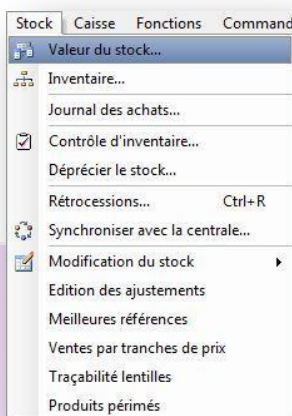 Stock Caisse Fonctions Command
Valeur du stock...
Inventaire...
Journal des achats...
Contrôle d'inventaire...
Déprécier le stock...
Rétrocessions... Ctrl+R
Synchroniser avec la centrale...
Modification du stock
Edition des ajustements
Meilleures références
Ventes par tranches de prix
Traçabilité lentilles
Produits périmés